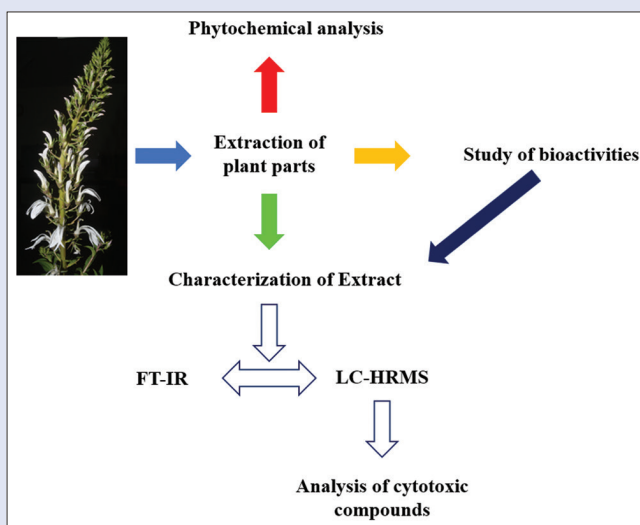 Phytochemical analysis
Extraction of
plant parts
Study of bioactivities
Characterization of Extract
FT-IR
LC-HRMS
Analysis of cytotoxic
compounds